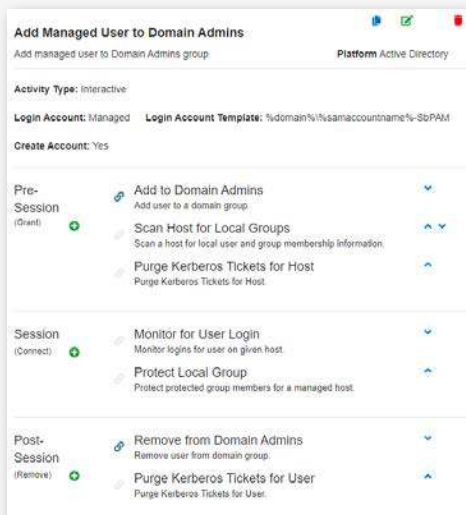 Add Managed User to Domain Admins
Add managed user to Domain Admins group
Platform Active Directory
Activity Type: Interactive
Login Account: Managed Login Account Template: %domain%\%samaccountname%-SbPAM
Create Account: Yes
Pre-Session
(Grant)
Add to Domain Admins
Add user to a domain group.
Scan Host for Local Groups
Scan a host for local user and group membership information.
Purge Kerberos Tickets for Host
Purge Kerberos Tickets for Host.
Session
(Connect)
Monitor for User Login
Monitor logins for user on given host.
Protect Local Group
Protect protected group members for a managed host.
Post-
Session
(Remove)
Remove from Domain Admins
Remove user from domain group.
Purge Kerberos Tickets for User
Purge Kerberos Tickets for User.